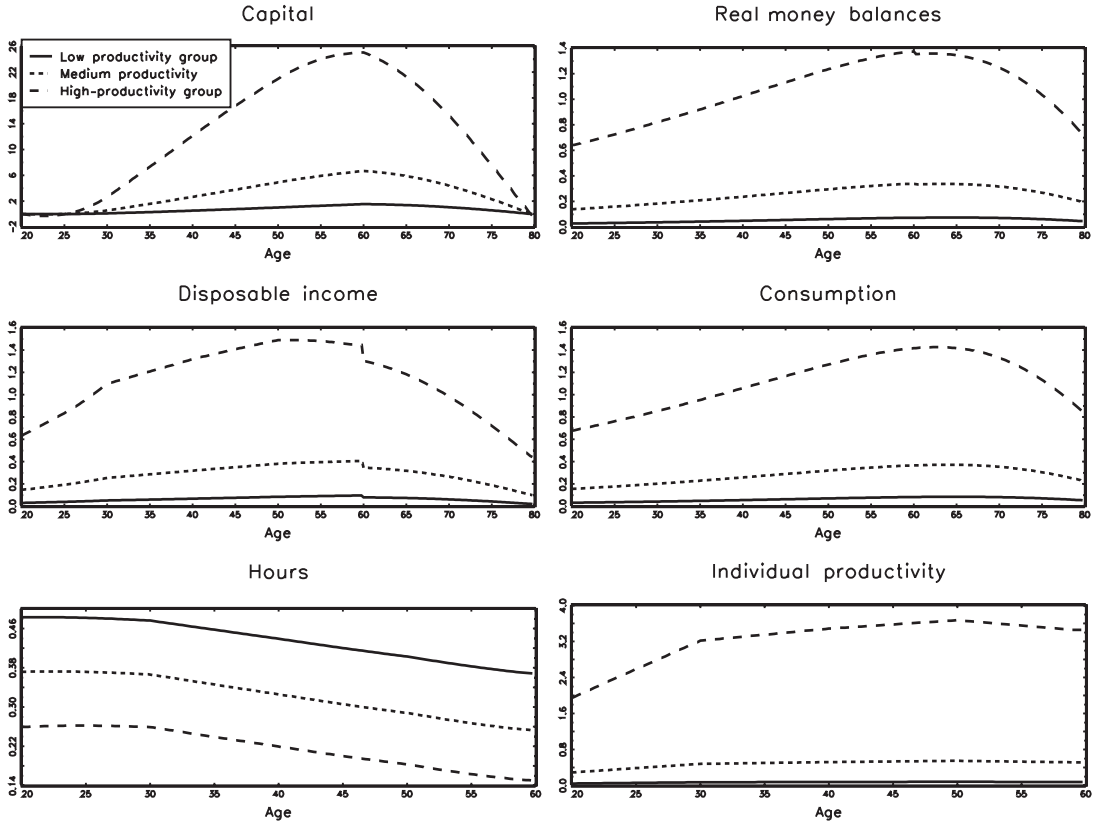 Capital
26
22
18
14
10
6
2
−2
Low productivity group
Medium productivity
High-productivity group
20 25 30 35 40 45 50 55 60 65 70 75 80
Age
Real money balances
1.4
1.2
1.0
0.8
0.6
0.4
0.2
0.0
20 25 30 35 40 45 50 55 60 65 70 75 80
Age
Disposable income
1.6
1.4
1.2
1.0
0.8
0.6
0.4
0.2
0.0
20 25 30 35 40 45 50 55 60 65 70 75 80
Age
Consumption
1.6
1.4
1.2
1.0
0.8
0.6
0.4
0.2
0.0
20 25 30 35 40 45 50 55 60 65 70 75 80
Age
Hours
0.46
0.38
0.30
0.22
0.14
20 25 30 35 40 45 50 55 60
Age
Individual productivity
4.0
3.2
2.4
1.6
0.8
0.0
20 25 30 35 40 45 50 55 60
Age